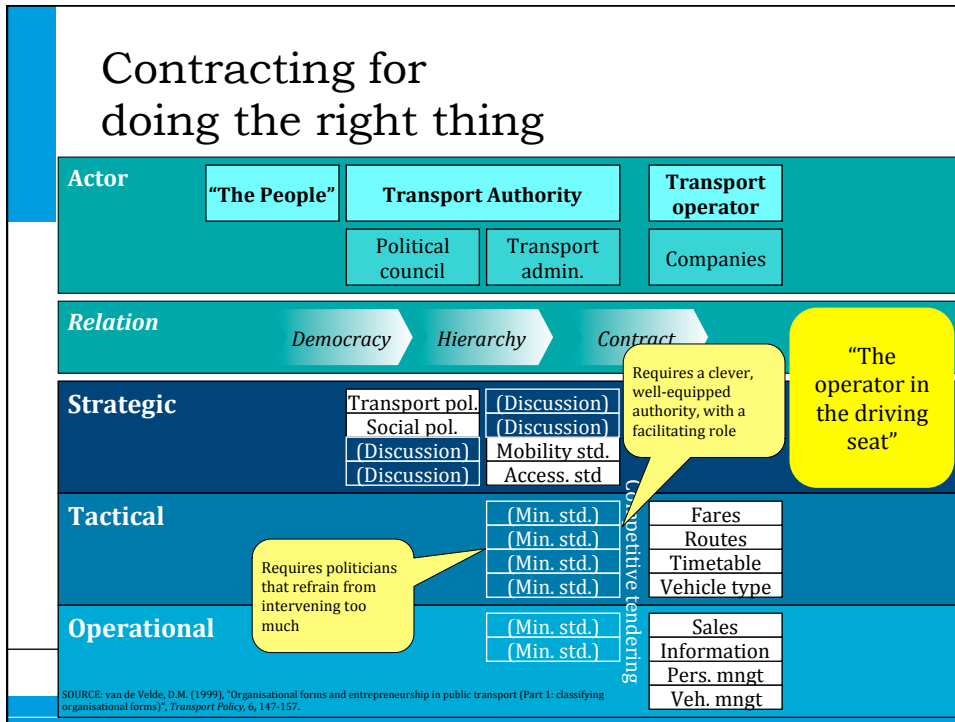 Contracting for
doing the right thing
Actor
"The People"
Transport Authority
Transport
operator
Political
council
Transport
admin.
Companies
Relation
Democracy
Hierarchy
Contract
"The
operator in
the driving
seat"
Requires a clever,
well-equipped
authority, with a
facilitating role
Strategic
Transport pol.
(Discussion)
Social pol.
(Discussion)
(Discussion)
Mobility std.
(Discussion)
Access. std
Competitive tendering
Tactical
(Min. std.)
Fares
(Min. std.)
Routes
(Min. std.)
Timetable
(Min. std.)
Vehicle type
Requires politicians
that refrain from
intervening too
much
Operational
(Min. std.)
Sales
(Min. std.)
Information
Pers. mngt
Veh. mngt
SOURCE: van de Velde, D.M. (1999), "Organisational forms and entrepreneurship in public transport (Part 1: classifying
organisational forms)", Transport Policy, 6, 147-157.